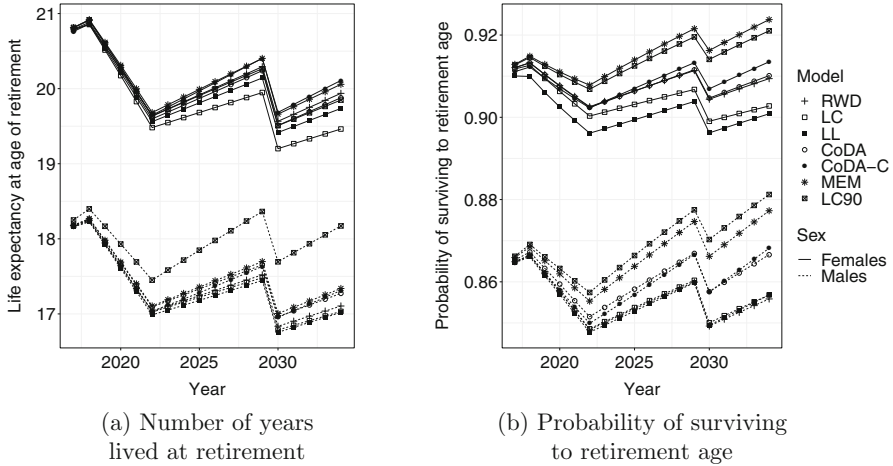 Life expectancy at age of retirement
21
20
19
18
17
2020
2025
2030
Year
(a) Number of years
lived at retirement
Probability of surviving to retirement age
0.92
0.90
0.88
0.86
2020
2025
2030
Year
(b) Probability of surviving
to retirement age
Model
RWD
LC
LL
CoDA
CoDA-C
MEM
LC90
Sex
Females
Males